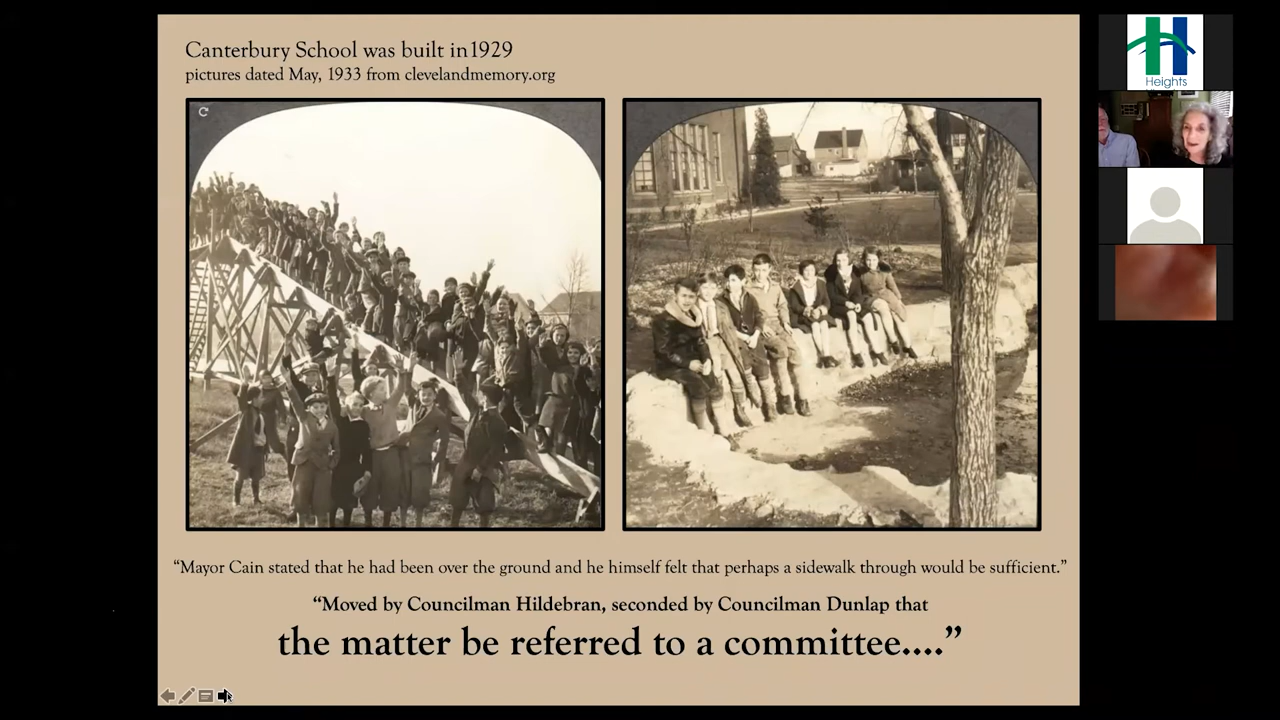 Canterbury School was built in 1929
pictures dated May, 1933 from clevelandmemory.org
Heights
“Mayor Cain stated that he had been over the ground and he himself felt that perhaps a sidewalk through would be sufficient.”
“Moved by Councilman Hildebran, seconded by Councilman Dunlap that
the matter be referred to a committee....”